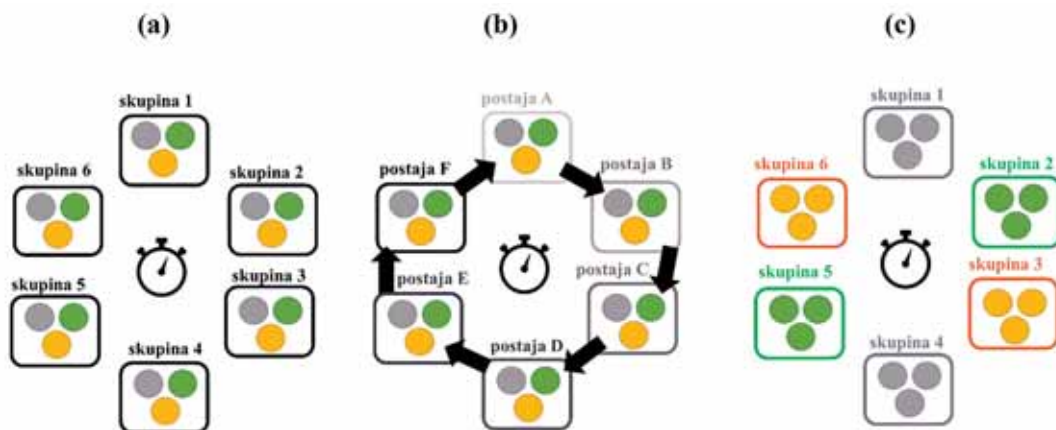 (a)
skupina 1
skupina 6
skupina 2
skupina 5
skupina 3
skupina 4
(b)
postaja A
postaja F
postaja B
postaja E
postaja C
postaja D
(c)
skupina 1
skupina 6
skupina 2
skupina 5
skupina 3
skupina 4